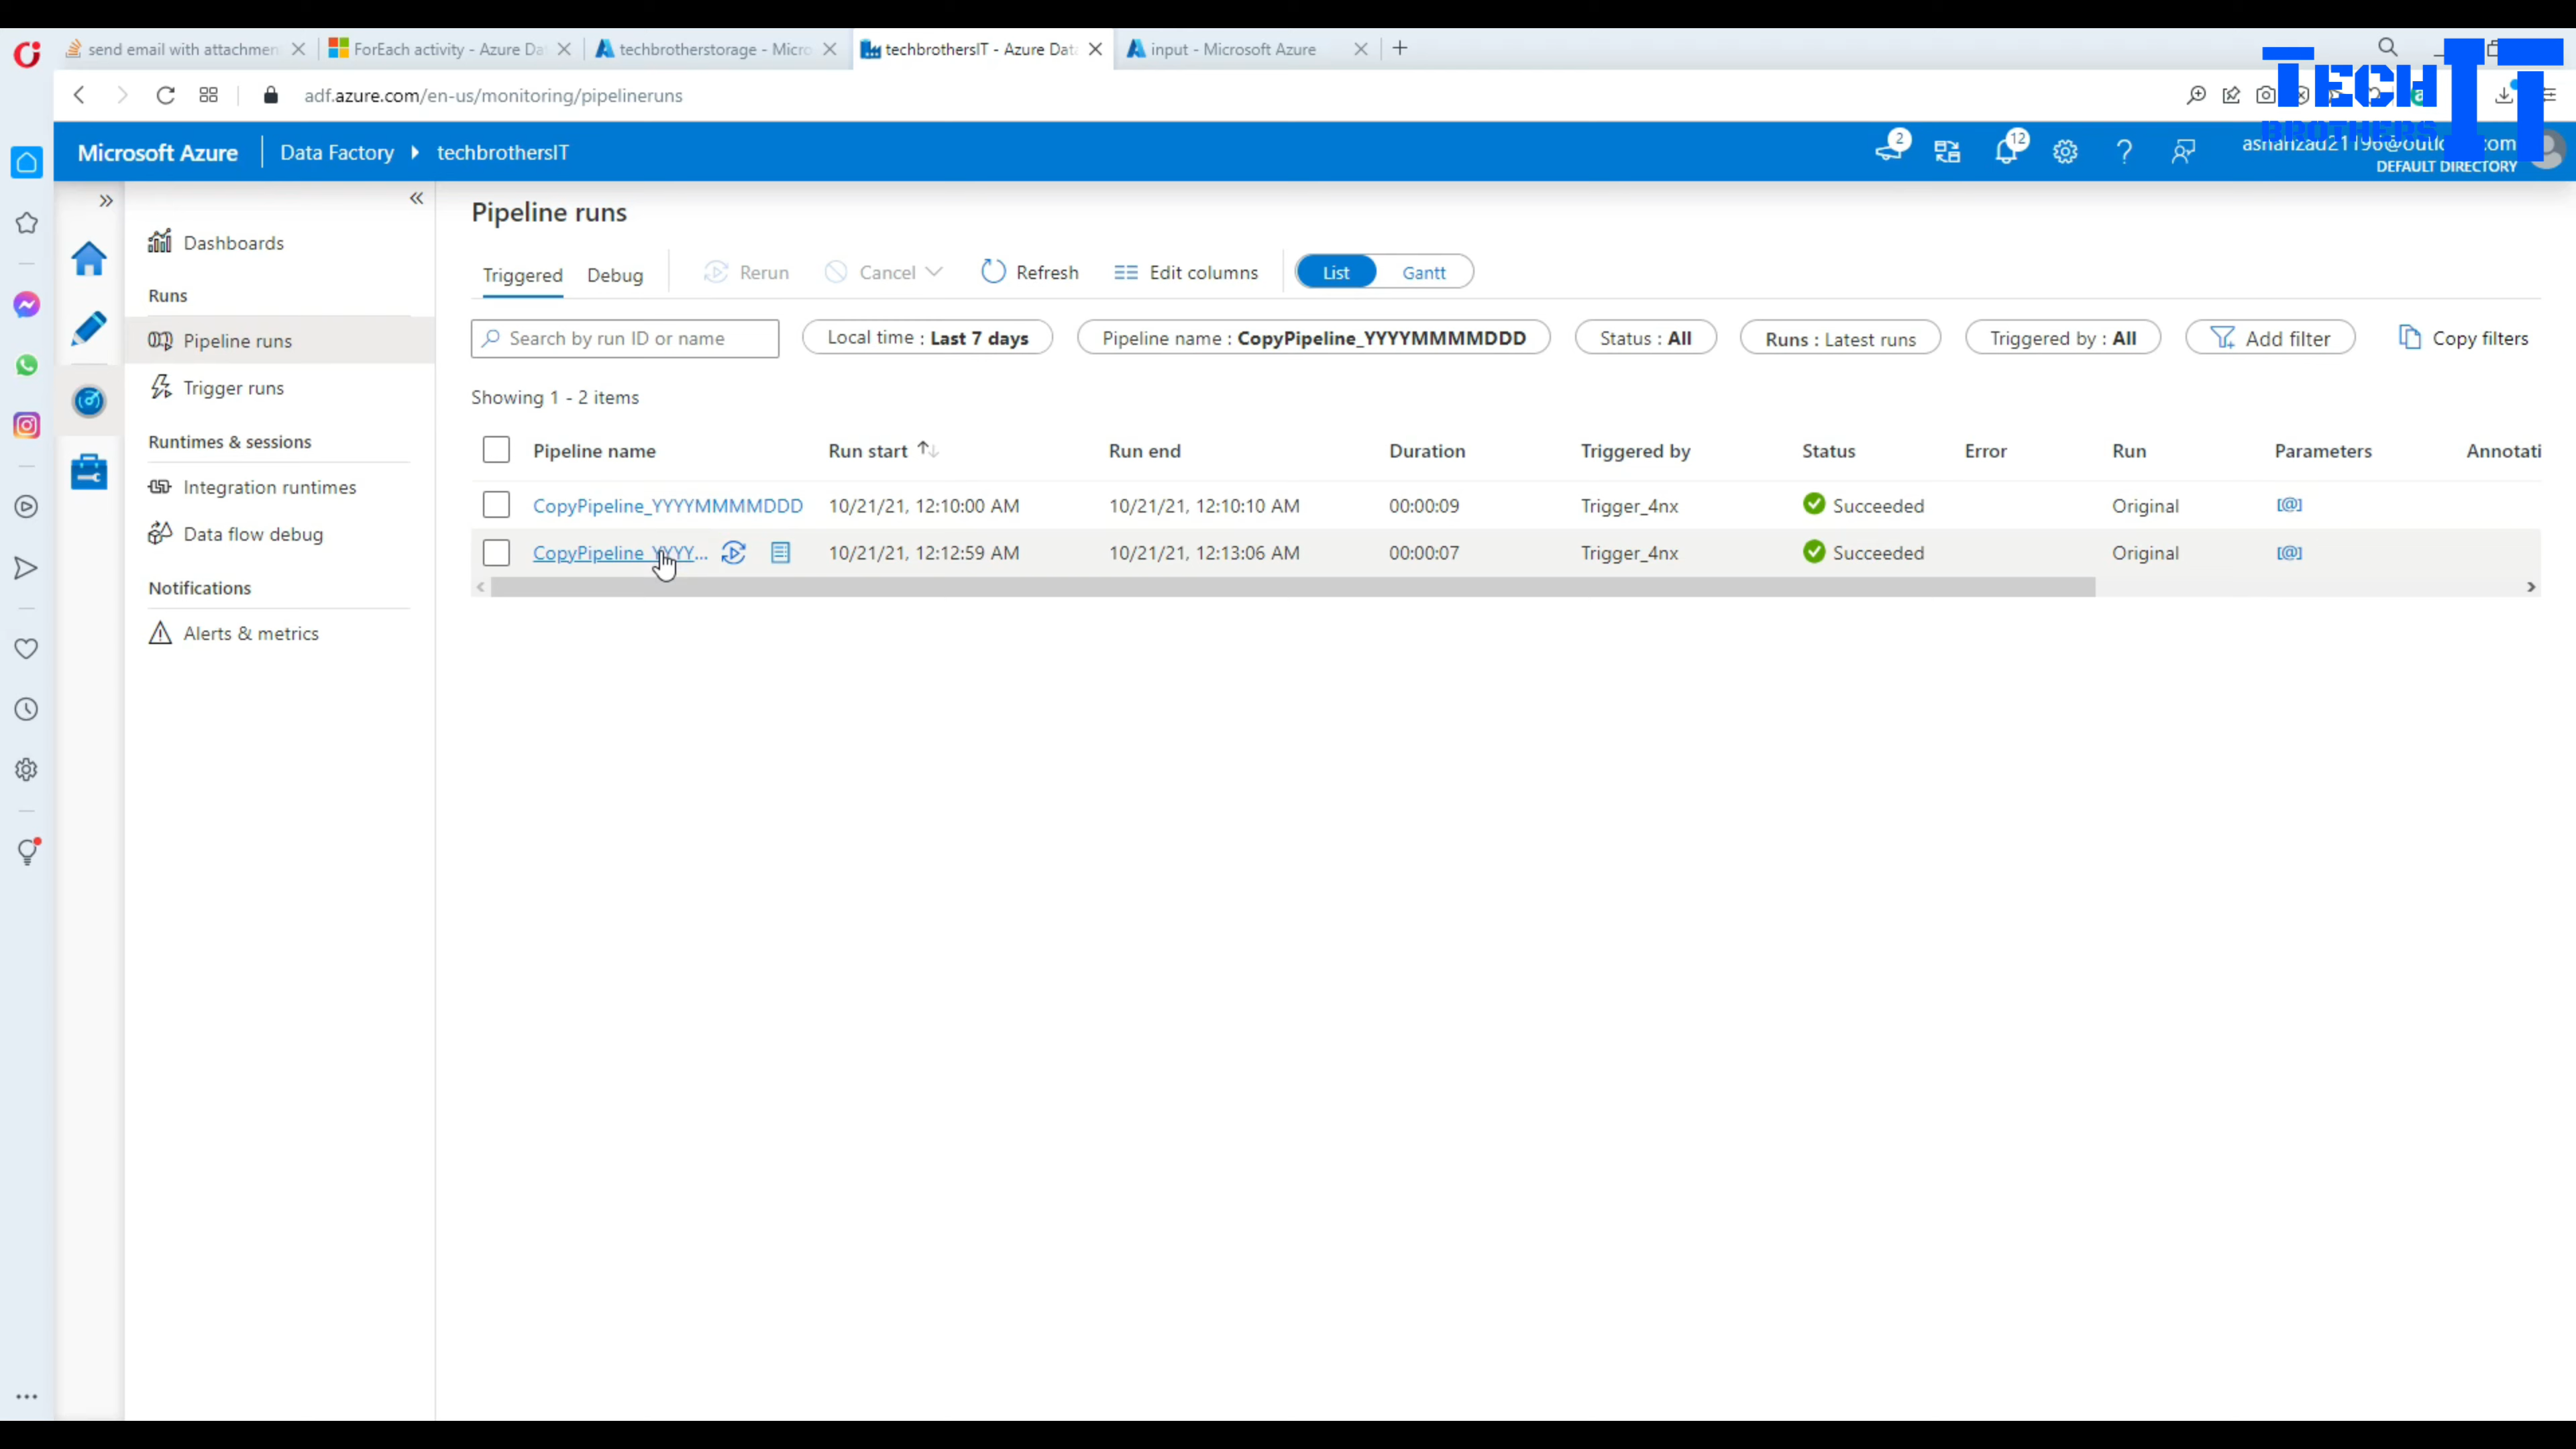 send email with attachmen
ForEach activity - Azure Da
techbrotherstorage - Micro
techbrothersIT - Azure Dat
input - Microsoft Azure
adf.azure.com/en-us/monitoring/pipelineruns
TECH IT
BROTHERS
Microsoft Azure
Data Factory
techbrothersIT
2
12
DEFAULT DIRECTORY
Dashboards
Runs
Pipeline runs
Trigger runs
Runtimes & sessions
Integration runtimes
Data flow debug
Notifications
Alerts & metrics
Pipeline runs
Triggered
Debug
Rerun
Cancel
Refresh
Edit columns
List
Gantt
Search by run ID or name
Local time : Last 7 days
Pipeline name : CopyPipeline_YYYYMMMMDDD
Status : All
Runs : Latest runs
Triggered by : All
Add filter
Copy filters
Showing 1 - 2 items
Pipeline name Run start Run end Duration Triggered by Status Error Run Parameters Annotati
CopyPipeline_YYYYMMMMDDD 10/21/21, 12:10:00 AM 10/21/21, 12:10:10 AM 00:00:09 Trigger_4nx Succeeded Original [@]
CopyPipeline_YYYY... 10/21/21, 12:12:59 AM 10/21/21, 12:13:06 AM 00:00:07 Trigger_4nx Succeeded Original [@]